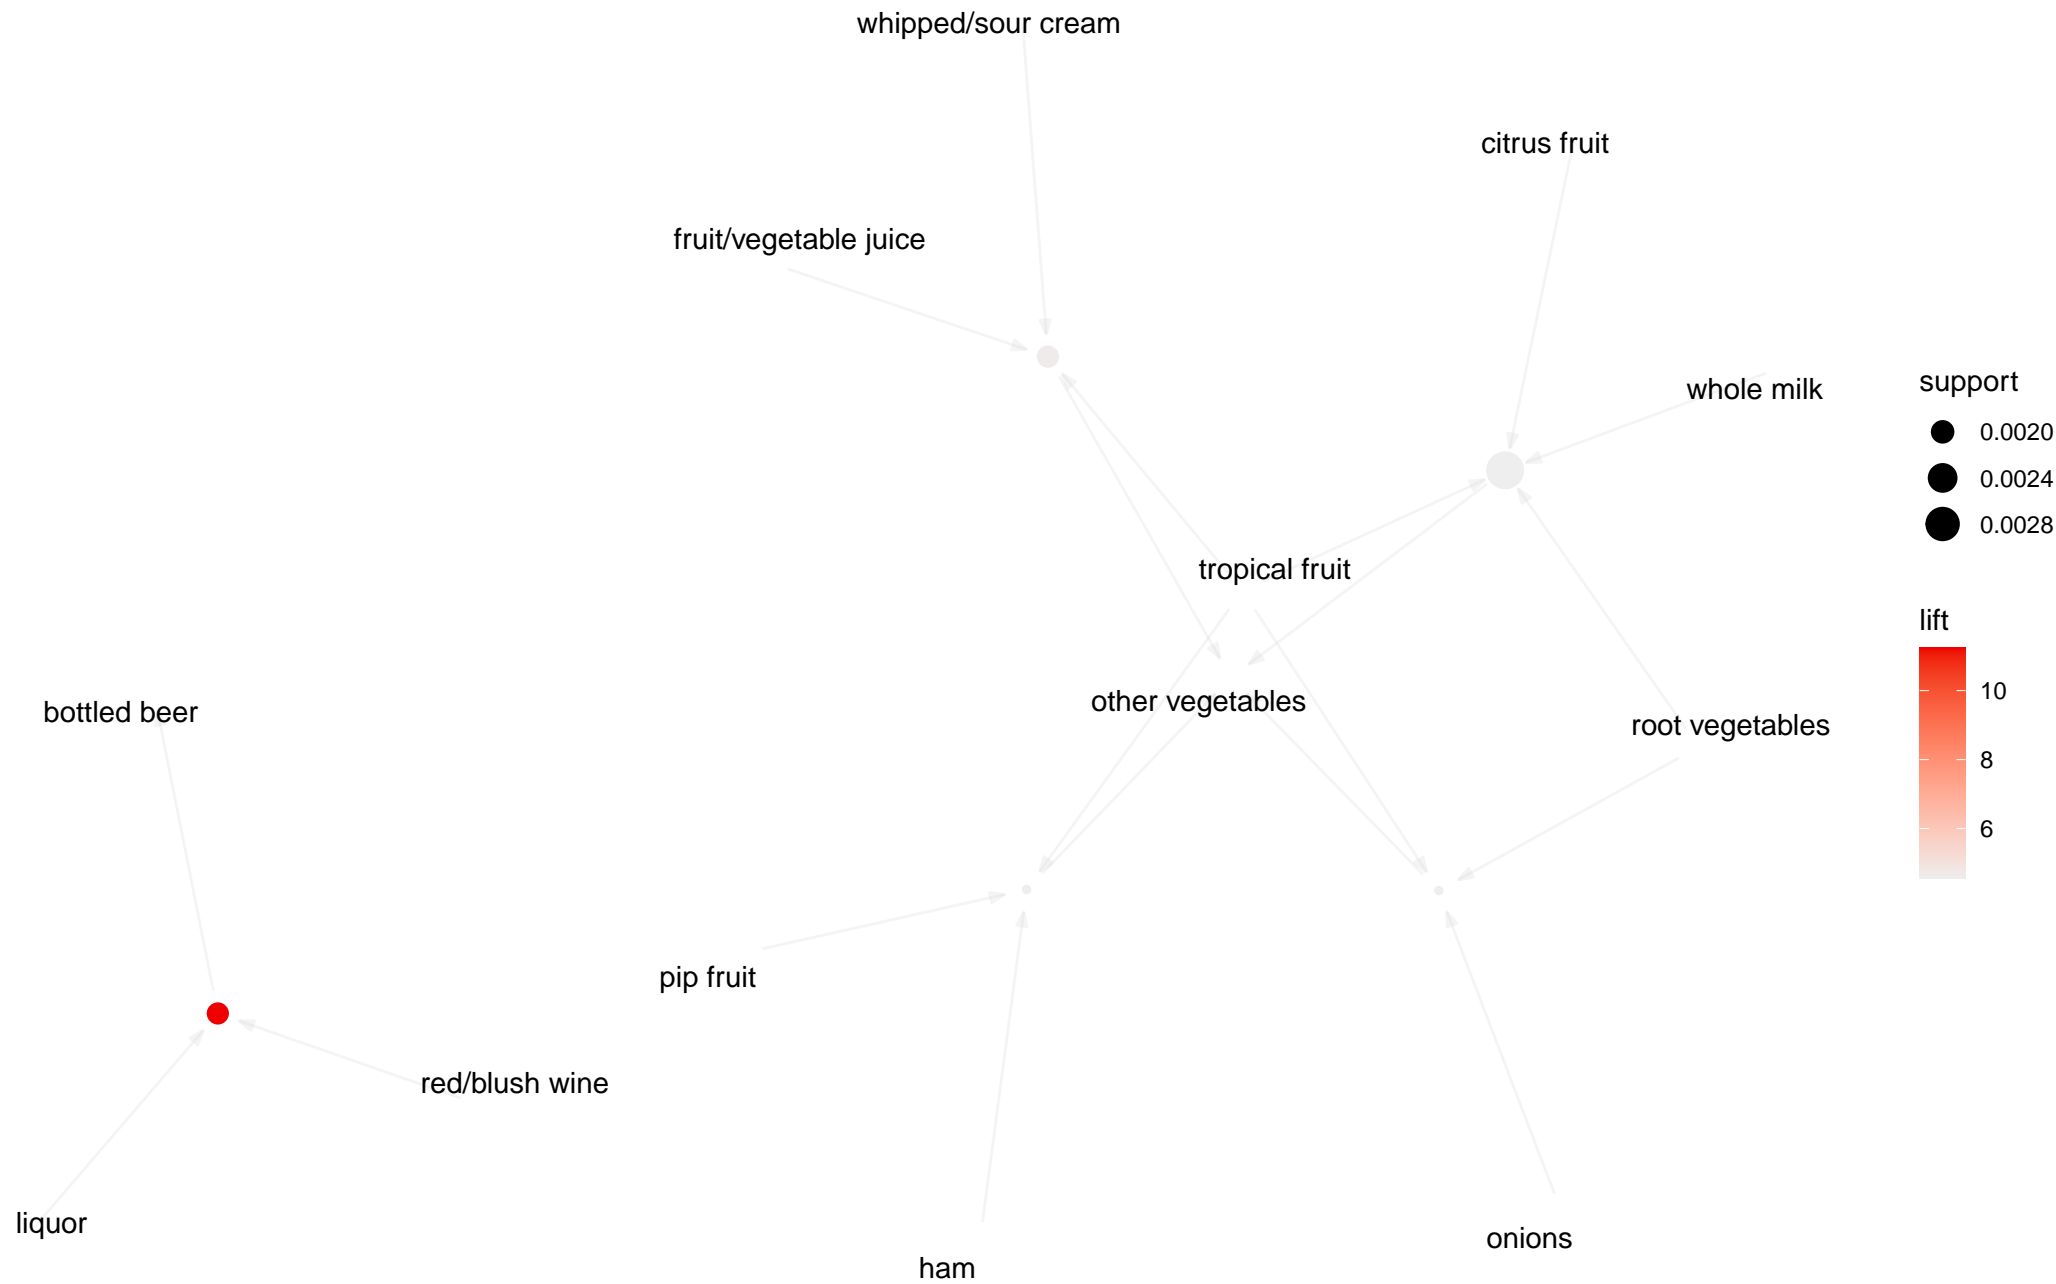 whipped/sour cream
citrus fruit
fruit/vegetable juice
whole milk
tropical fruit
other vegetables
bottled beer
root vegetables
pip fruit
red/blush wine
liquor
onions
ham
support
0.0020
0.0024
0.0028
lift
10
8
6